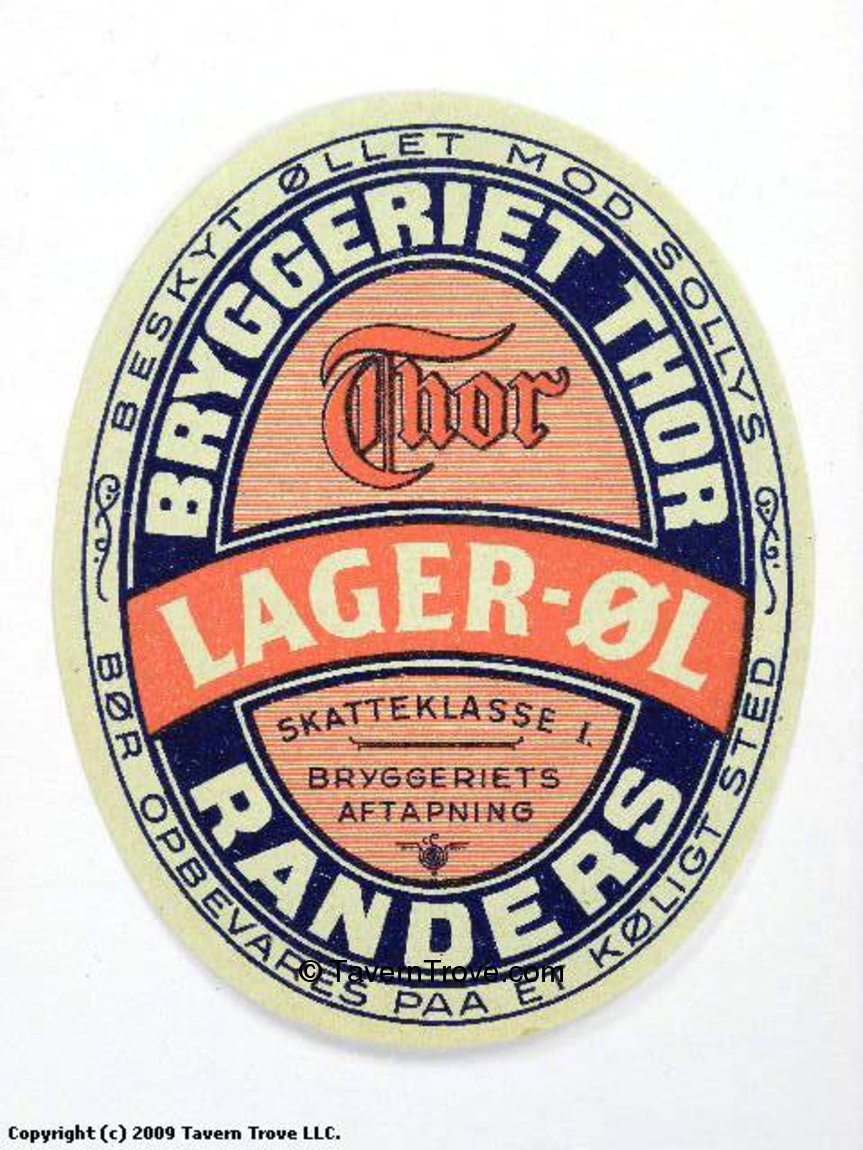 BESKYT ØLLET MOD SOLLYS
BRYGGERIET THOR
Thor
LAGER-ØL
SKATTEKLASSE I.
BRYGGERIETS
AFTAPNING
RANDERS
BØR OPBEVARES PAA ET KØLIGT STED
© TavernTrove.com
Copyright (c) 2009 Tavern Trove LLC.